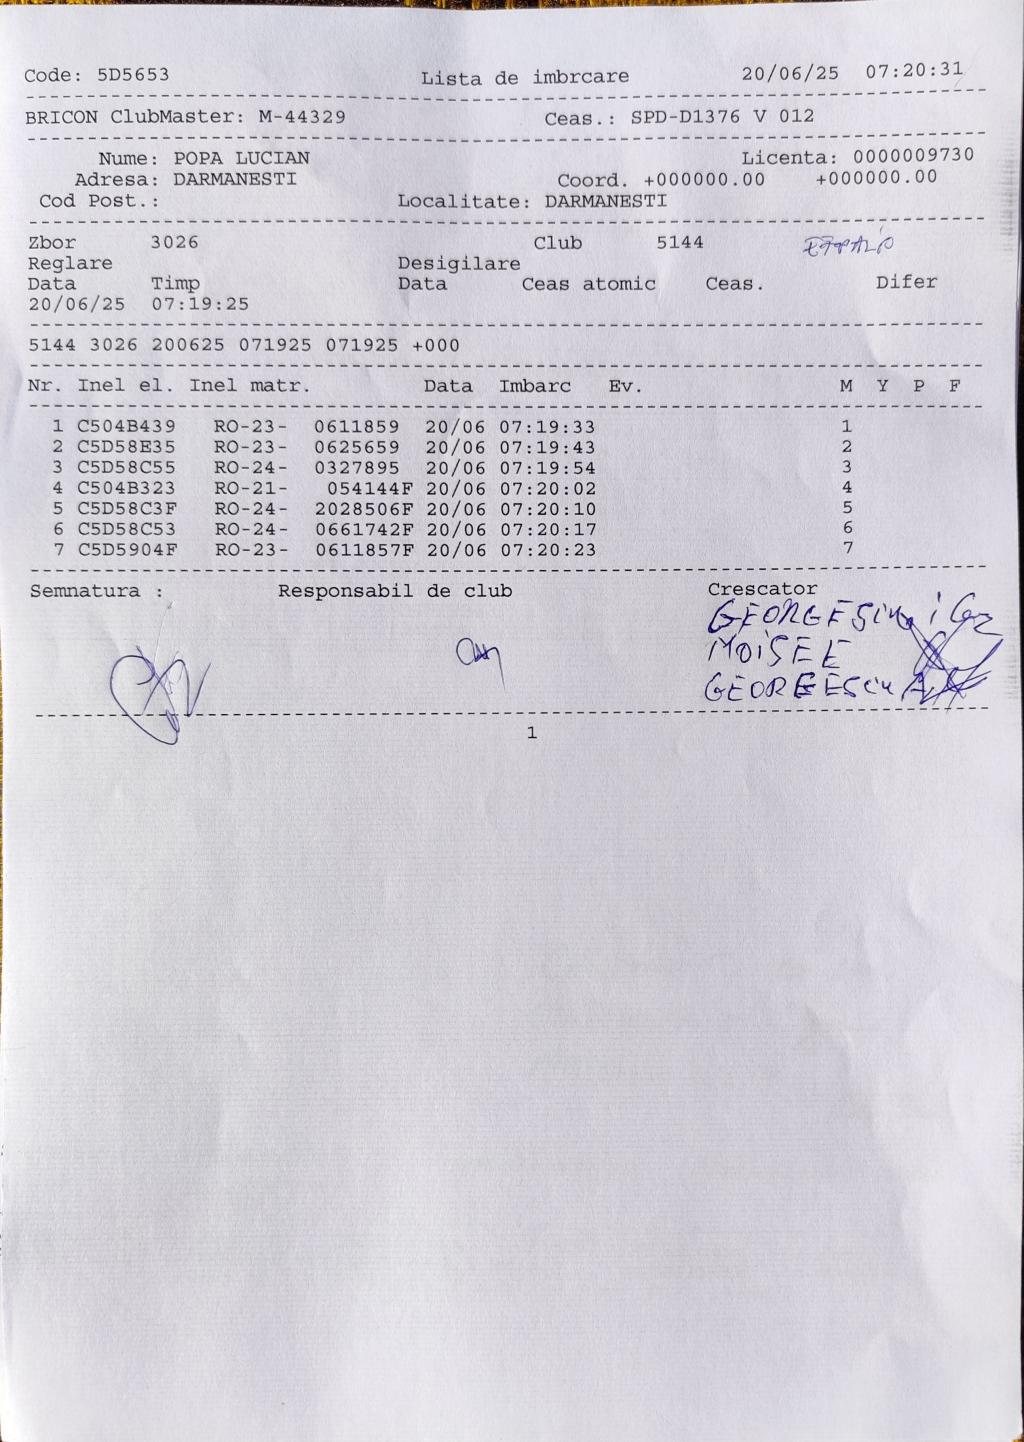 Code: 5D5653 Lista de imbrcare 20/06/25 07:20:31
BRICON ClubMaster: M-44329 Ceas.: SPD-D1376 V 012
Nume: POPA LUCIAN Licenta: 0000009730
Adresa: DARMANESTI Coord. +000000.00 +000000.00
Cod Post.: Localitate: DARMANESTI
Zbor 3026 Club 5144
Reglare Desigilare
Data Timp Data Ceas atomic Ceas. Difer
20/06/25 07:19:25
5144 3026 200625 071925 071925 +000
Nr. Inel el. Inel matr. Data Imbarc Ev. M Y P F
1 C504B439 RO-23- 0611859 20/06 07:19:33 1
2 C5D58E35 RO-23- 0625659 20/06 07:19:43 2
3 C5D58C55 RO-24- 0327895 20/06 07:19:54 3
4 C504B323 RO-21- 054144F 20/06 07:20:02 4
5 C5D58C3F RO-24- 2028506F 20/06 07:20:10 5
6 C5D58C53 RO-24- 0661742F 20/06 07:20:17 6
7 C5D5904F RO-23- 0611857F 20/06 07:20:23 7
Semnatura : Responsabil de club Crescator
GEORGESCU
MOISE E
GEORGESCU A
1